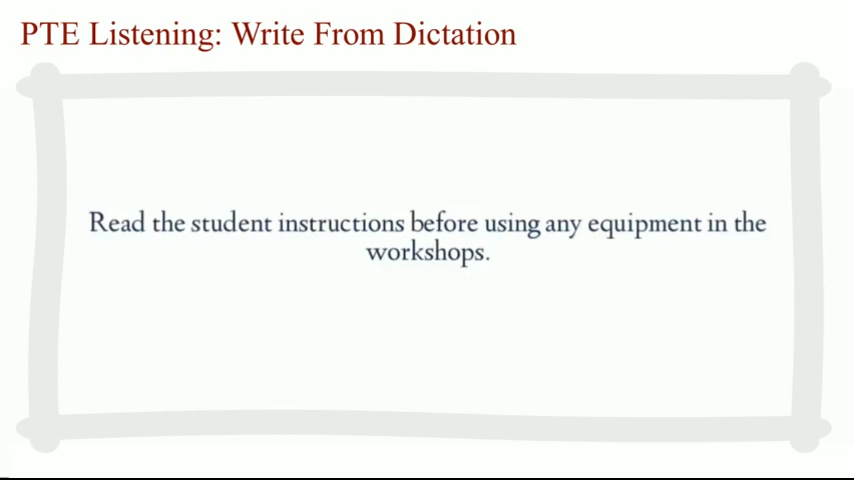 PTE Listening: Write From Dictation
Read the student instructions before using any equipment in the
workshops.